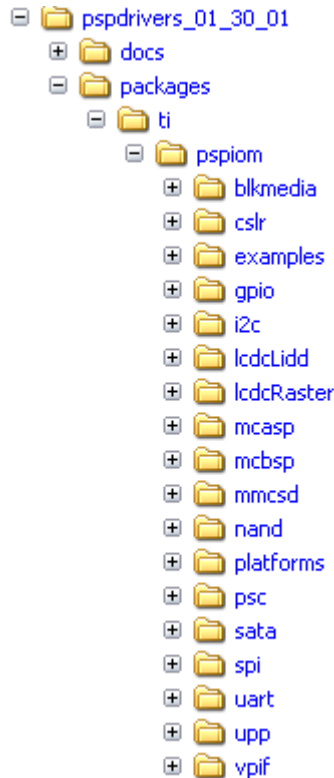 pspdrivers_01_30_01
docs
packages
ti
pspiom
blkmedia
cslr
examples
gpio
i2c
lcdcLidd
lcdcRaster
mcasp
mcbsp
mmcsd
nand
platforms
psc
sata
spi
uart
upp
vpif